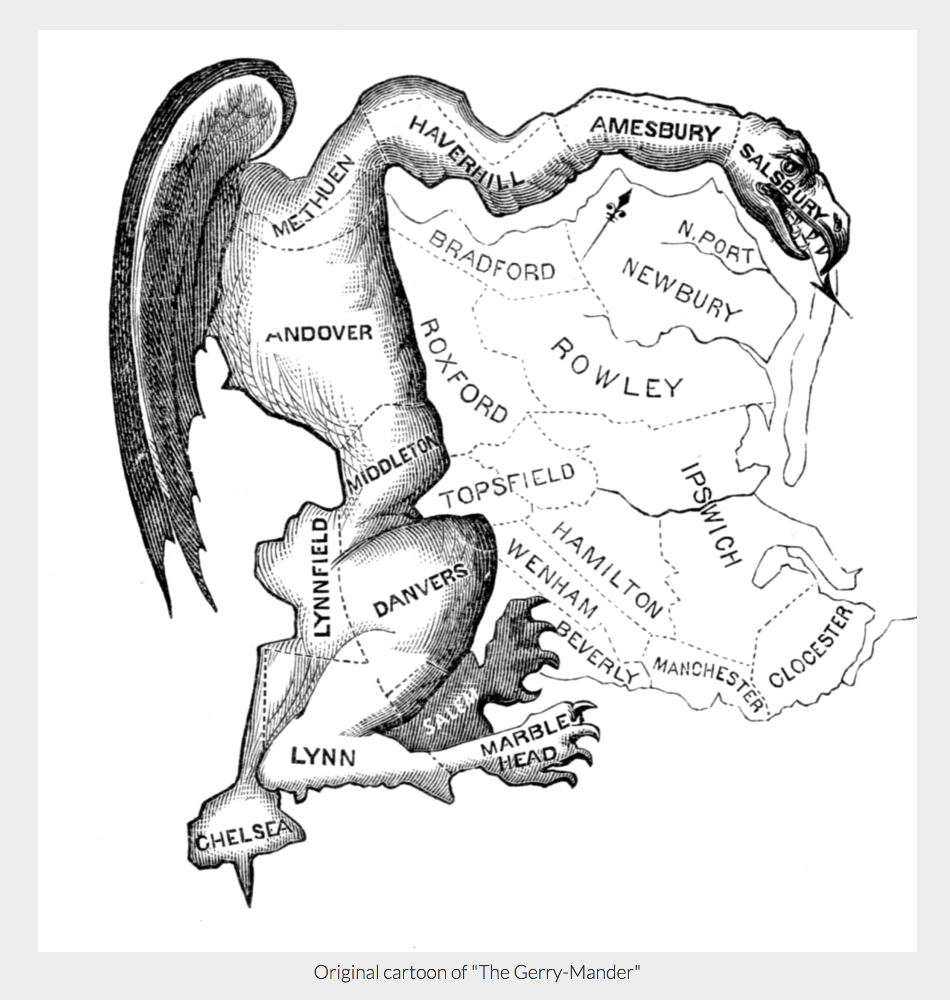 HAVERHILL
AMESBURY
SALSBURY
METHUEN
N. PORT
BRADFORD
NEWBURY
ANDOVER
ROXFORD
ROWLEY
MIDDLETON
TOPSFIELD
IPSWICH
LYNNFIELD
HAMILTON
WENHAM
DANVERS
BEVERLY
MANCHESTER
CLOCESTER
SALEM
MARBLE
HEAD
LYNN
CHELSEA
Original cartoon of "The Gerry-Mander"